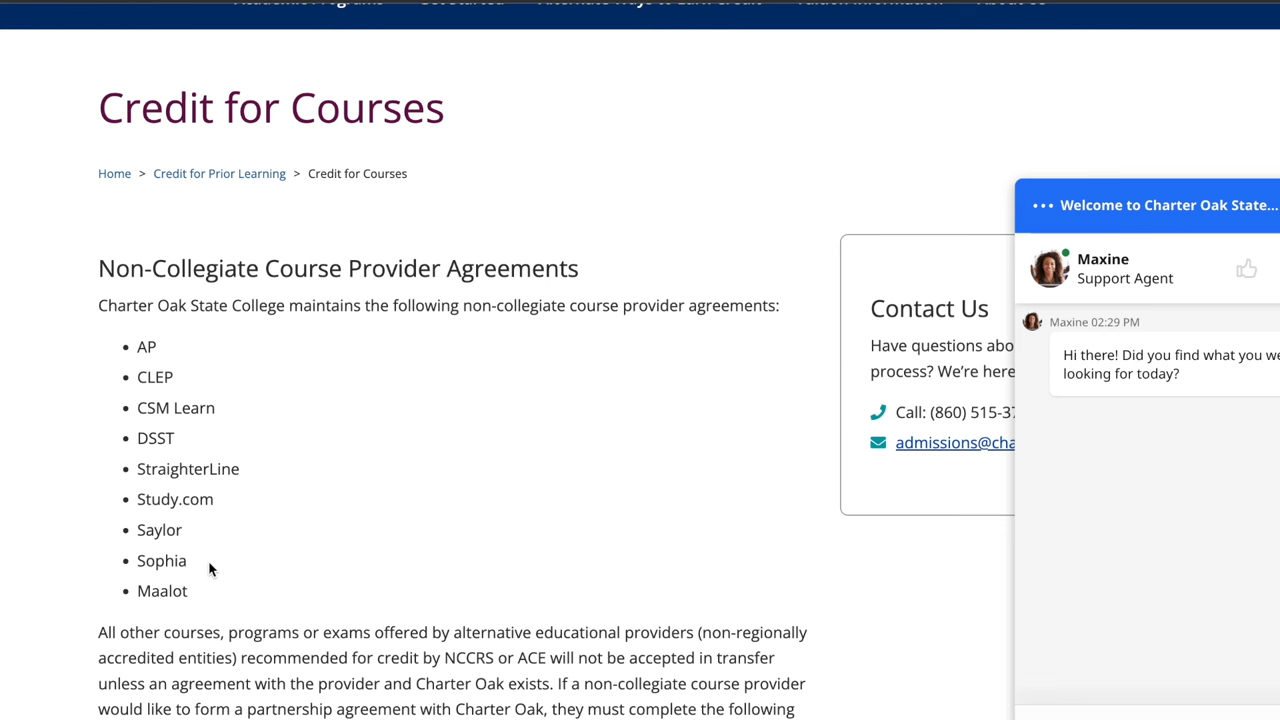 Credit for Courses
Home > Credit for Prior Learning > Credit for Courses
Non-Collegiate Course Provider Agreements
Charter Oak State College maintains the following non-collegiate course provider agreements:
• AP
• CLEP
• CSM Learn
• DSST
• StraighterLine
• Study.com
• Saylor
• Sophia
• Maalot
All other courses, programs or exams offered by alternative educational providers (non-regionally
accredited entities) recommended for credit by NCCRS or ACE will not be accepted in transfer
unless an agreement with the provider and Charter Oak exists. If a non-collegiate course provider
would like to form a partnership agreement with Charter Oak, they must complete the following
Contact Us
Have questions
process? We're here
Call: (860) 515-37
admissions@cha
••• Welcome to Charter Oak State...
Maxine
Support Agent
Maxine 02:29 PM
Hi there! Did you find what you
looking for today?